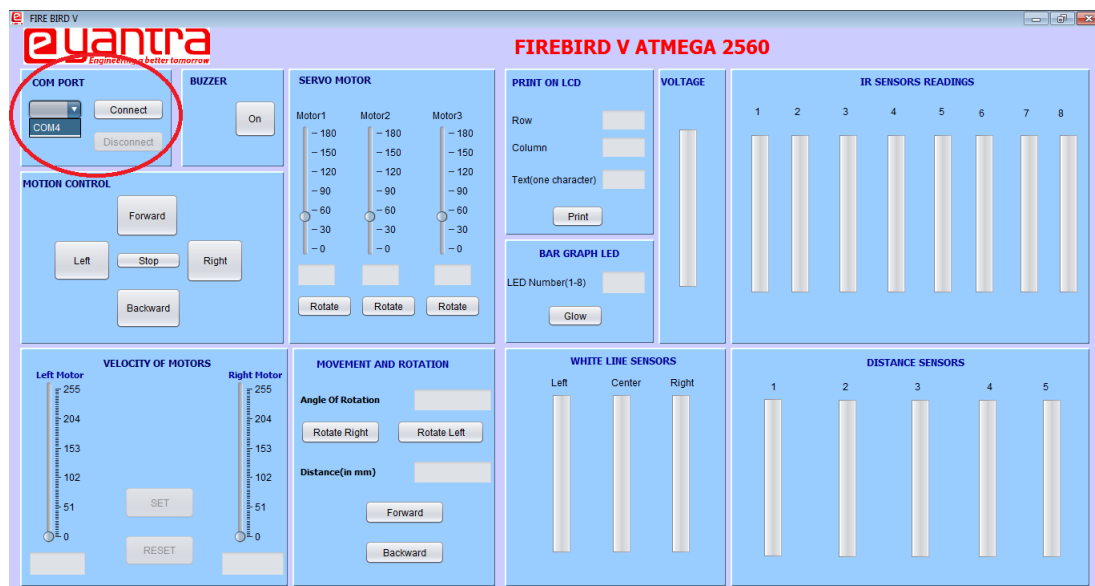 FIRE BIRD V
e yantra
Engineering a better tomorrow
FIREBIRD V ATMEGA 2560
COM PORT
Connect
COM4
Disconnect
BUZZER
On
MOTION CONTROL
Forward
Left
Stop
Right
Backward
SERVO MOTOR
Motor1 Motor2 Motor3
180 180 180
150 150 150
120 120 120
90 90 90
60 60 60
30 30 30
0 0 0
Rotate Rotate Rotate
PRINT ON LCD
Row
Column
Text(one character)
Print
BAR GRAPH LED
LED Number(1-8)
Glow
VOLTAGE
IR SENSORS READINGS
1 2 3 4 5 6 7 8
VELOCITY OF MOTORS
Left Motor Right Motor
255 255
204 204
153 153
102 102
51 51
0 0
SET
RESET
MOVEMENT AND ROTATION
Angle Of Rotation
Rotate Right Rotate Left
Distance(in mm)
Forward
Backward
WHITE LINE SENSORS
Left Center Right
DISTANCE SENSORS
1 2 3 4 5